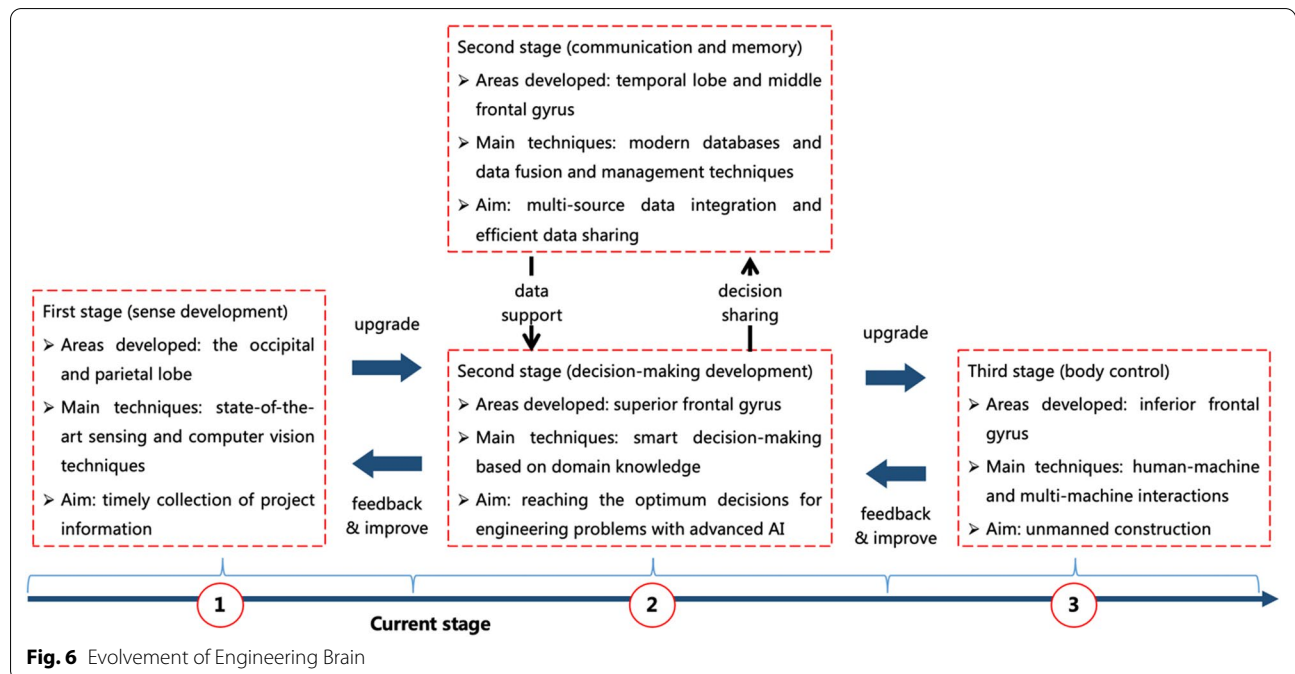 Second stage (communication and memory)
➢ Areas developed: temporal lobe and middle
frontal gyrus
➢ Main techniques: modern databases and
data fusion and management techniques
➢ Aim: multi-source data integration and
efficient data sharing
data
support
decision
sharing
First stage (sense development)
➢ Areas developed: the occipital
and parietal lobe
➢ Main techniques: state-of-the-
art sensing and computer vision
techniques
➢ Aim: timely collection of project
information
upgrade
feedback
& improve
Second stage (decision-making development)
➢ Areas developed: superior frontal gyrus
➢ Main techniques: smart decision-making
based on domain knowledge
➢ Aim: reaching the optimum decisions for
engineering problems with advanced AI
upgrade
feedback
& improve
Third stage (body control)
➢ Areas developed: inferior frontal
gyrus
➢ Main techniques: human-machine
and multi-machine interactions
➢ Aim: unmanned construction
1
2
3
Current stage
Fig. 6 Evolvement of Engineering Brain